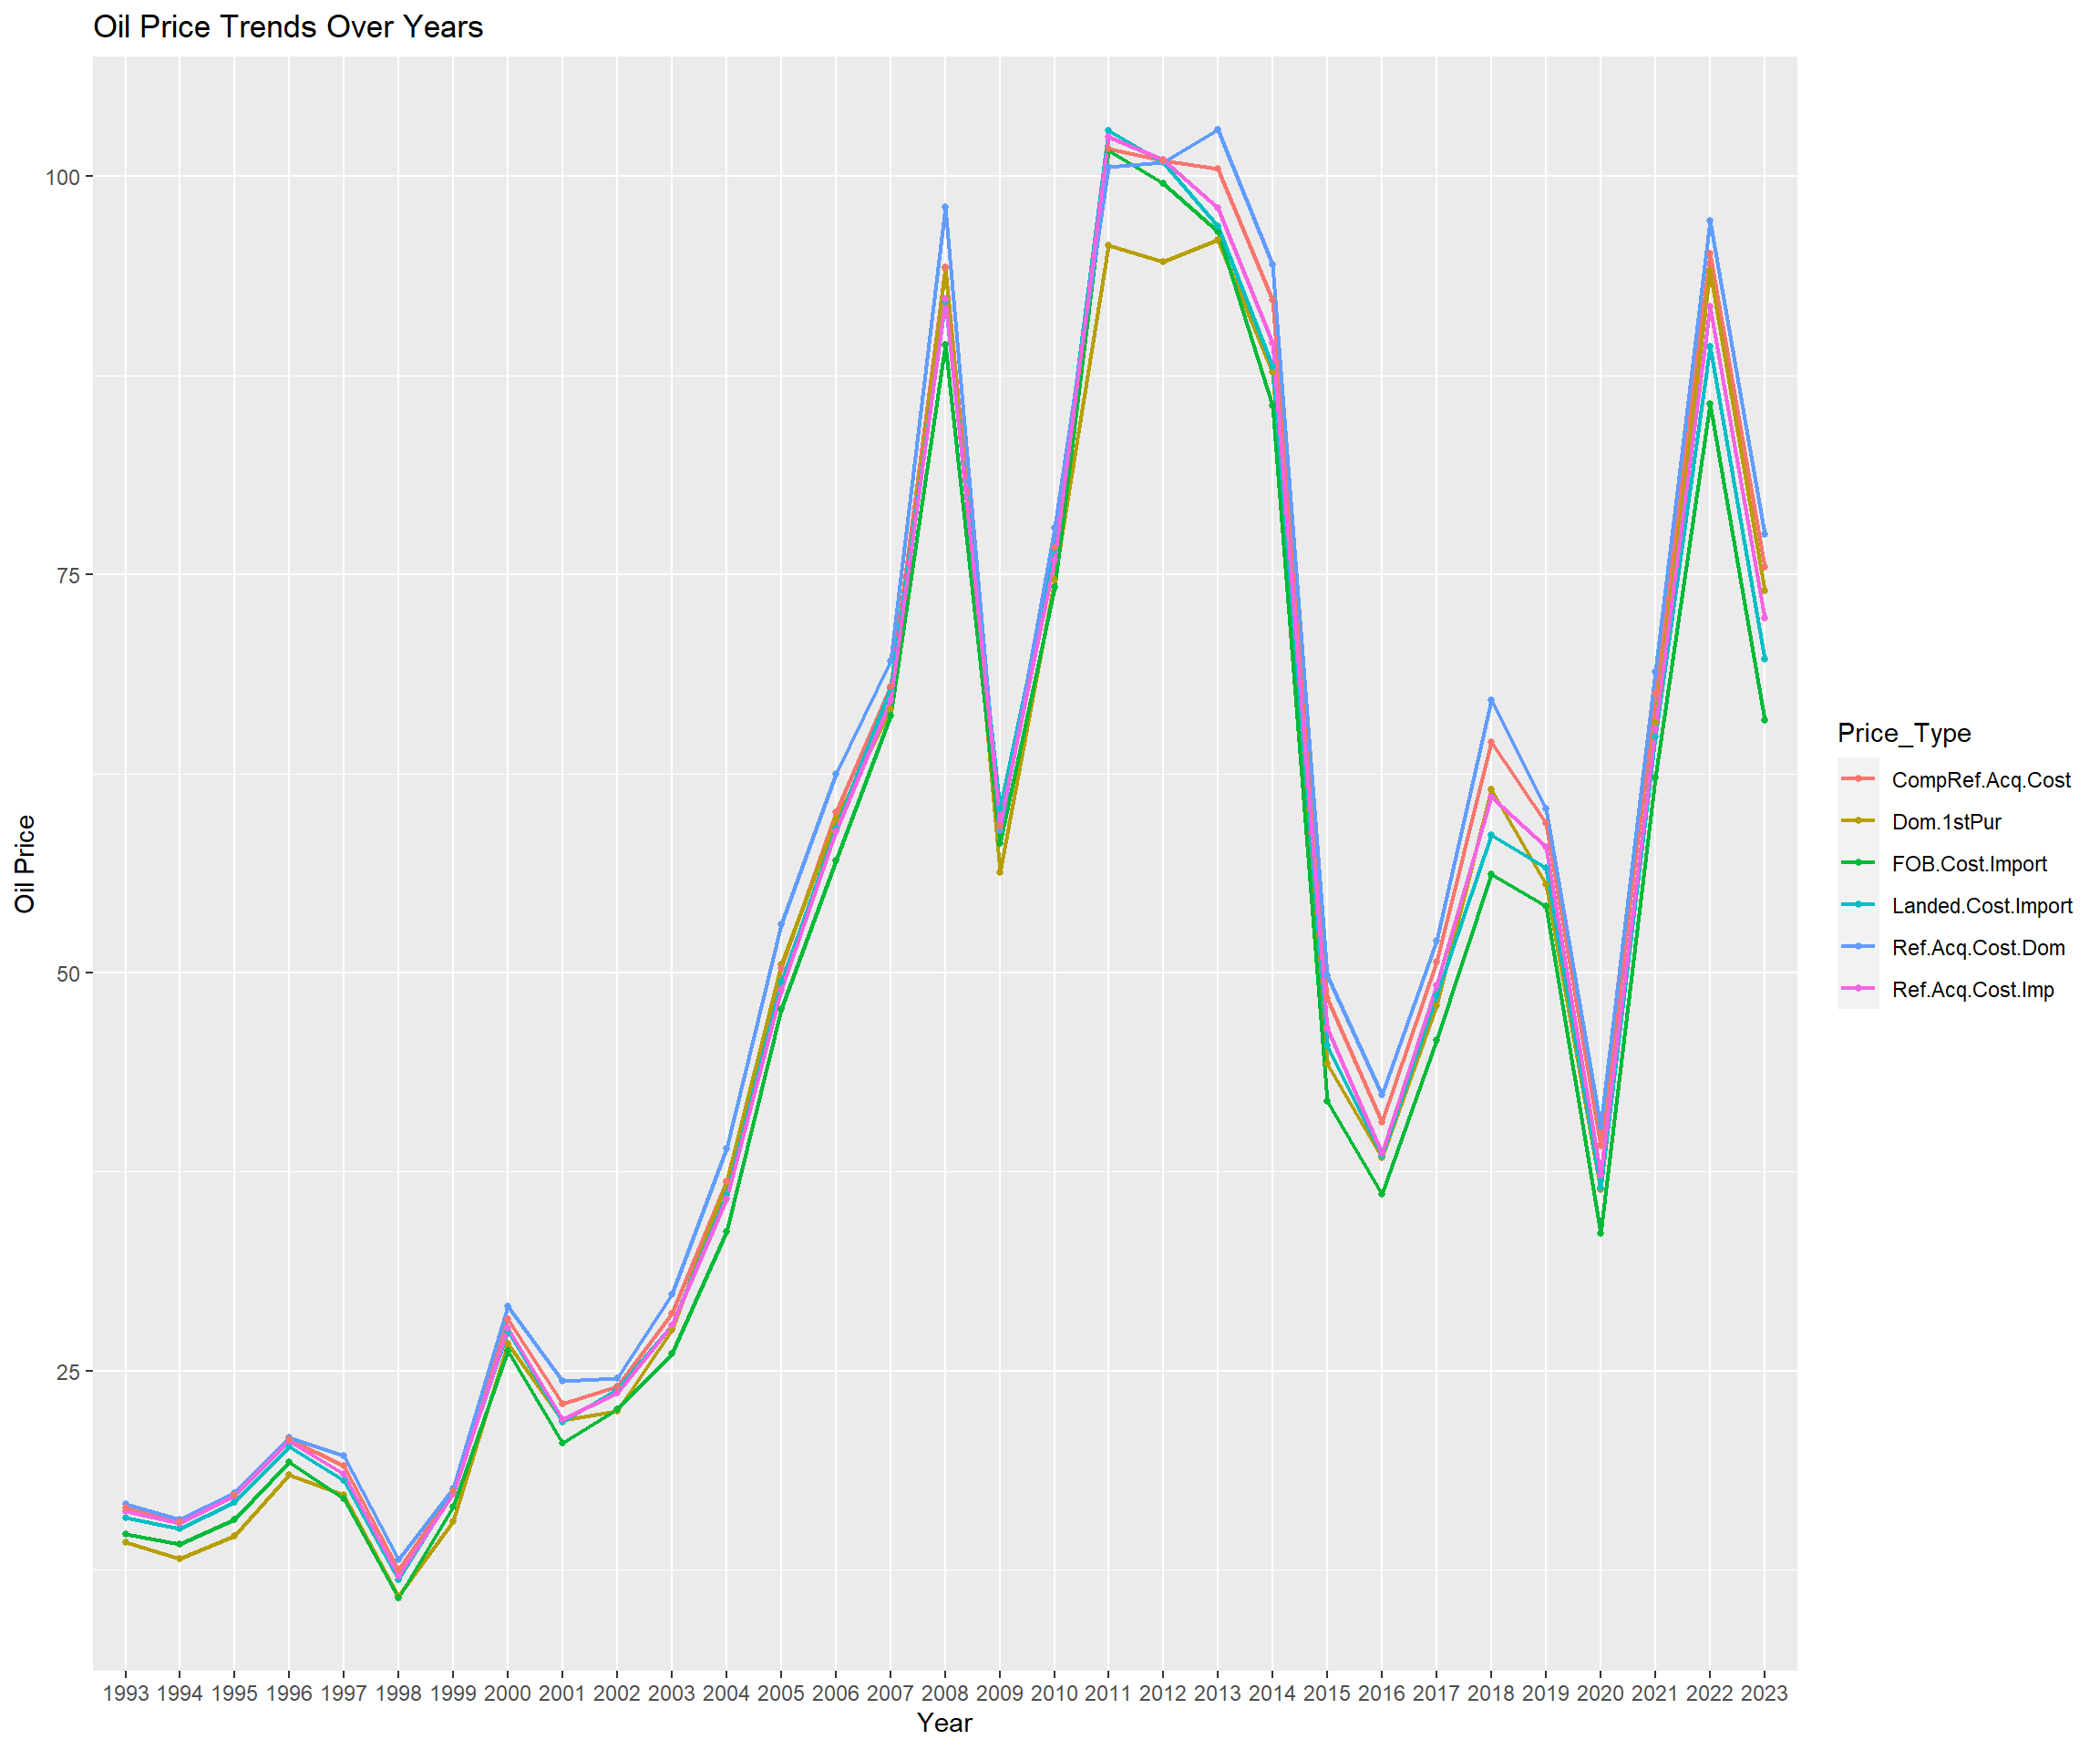 Oil Price Trends Over Years
Oil Price
100
75
50
25
1993 1994 1995 1996 1997 1998 1999 2000 2001 2002 2003 2004 2005 2006 2007 2008 2009 2010 2011 2012 2013 2014 2015 2016 2017 2018 2019 2020 2021 2022 2023
Year
Price_Type
CompRef.Acq.Cost
Dom.1stPur
FOB.Cost.Import
Landed.Cost.Import
Ref.Acq.Cost.Dom
Ref.Acq.Cost.Imp